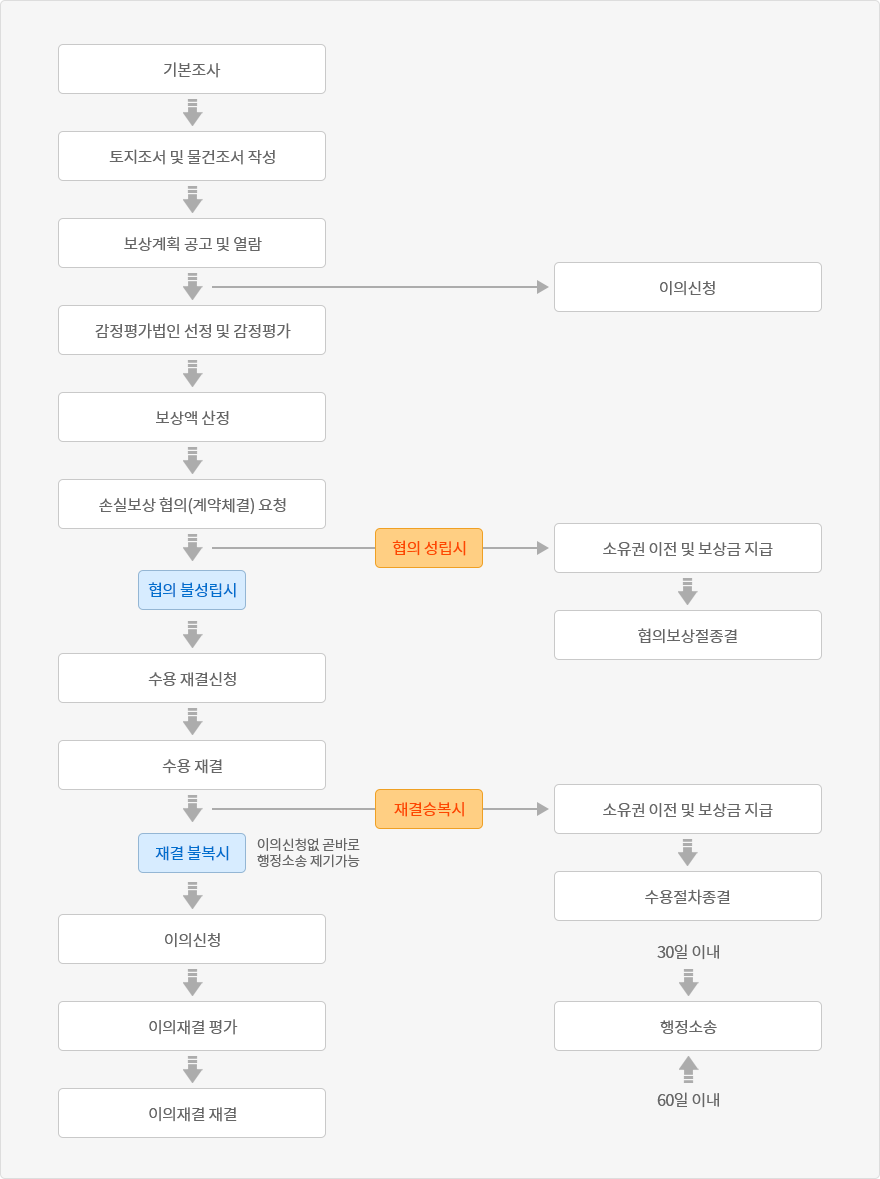 기본조사
토지조서 및 물건조서 작성
보상계획 공고 및 열람
이의신청
감정평가법인 선정 및 감정평가
보상액 산정
손실보상 협의(계약체결) 요청
협의 성립시
소유권 이전 및 보상금 지급
협의 불성립시
협의보상절종결
수용 재결신청
수용 재결
재결승복시
소유권 이전 및 보상금 지급
재결 불복시
이의신청없 곧바로
행정소송 제기가능
수용절차종결
이의신청
30일 이내
이의재결 평가
행정소송
60일 이내
이의재결 재결